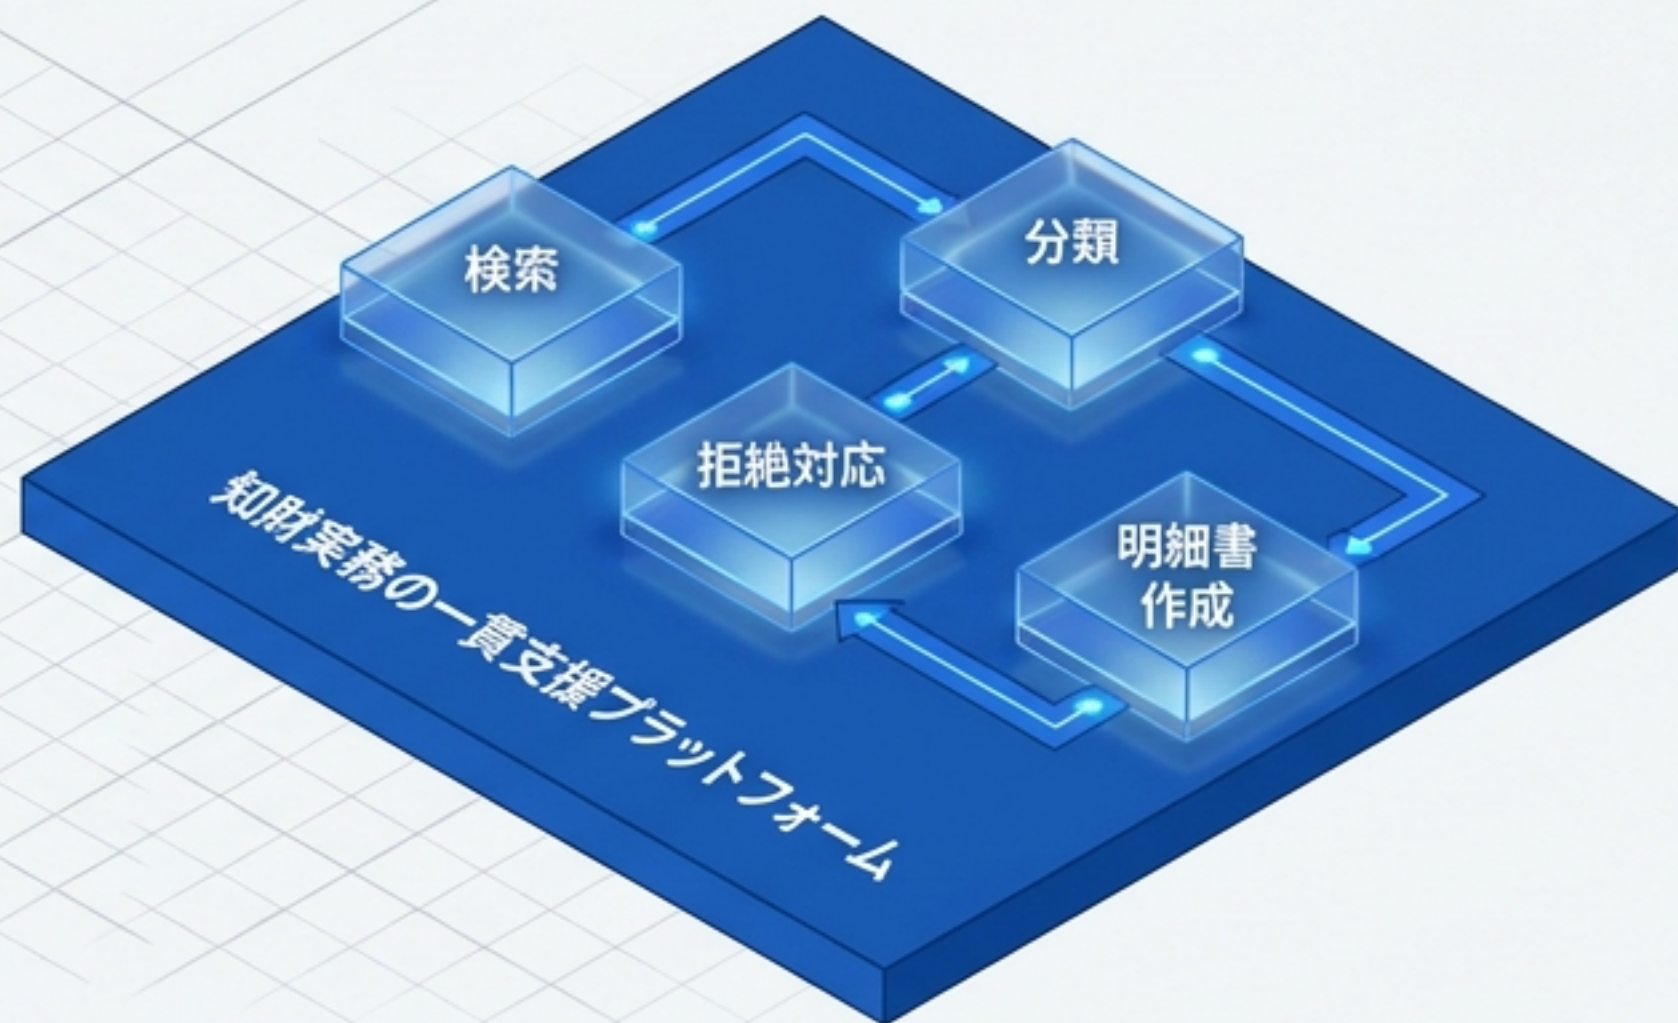 検索
分類
拒絶対応
明細書
作成
知財実務の一貫支援プラットフォーム